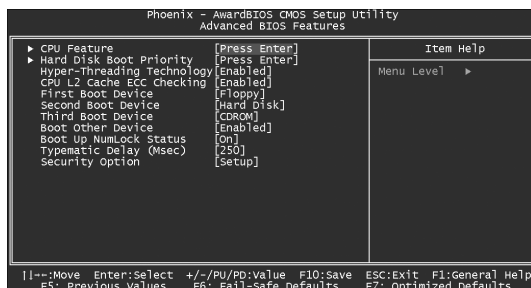 Phoenix - AwardBIOS CMOS Setup Utility
Advanced BIOS Features
▶ CPU Feature [Press Enter] Item Help
▶ Hard Disk Boot Priority [Press Enter]
Hyper-Threading Technology[Enabled] Menu Level ▶
CPU L2 Cache ECC Checking [Enabled]
First Boot Device [Floppy]
Second Boot Device [Hard Disk]
Third Boot Device [CDROM]
Boot Other Device [Enabled]
Boot Up NumLock Status [On]
Typematic Delay (Msec) [250]
Security Option [Setup]
↑↓→←:Move Enter:Select +/-/PU/PD:Value F10:Save ESC:Exit F1:General Help
F5: Previous Values F6: Fail-Safe Defaults F7: Optimized Defaults